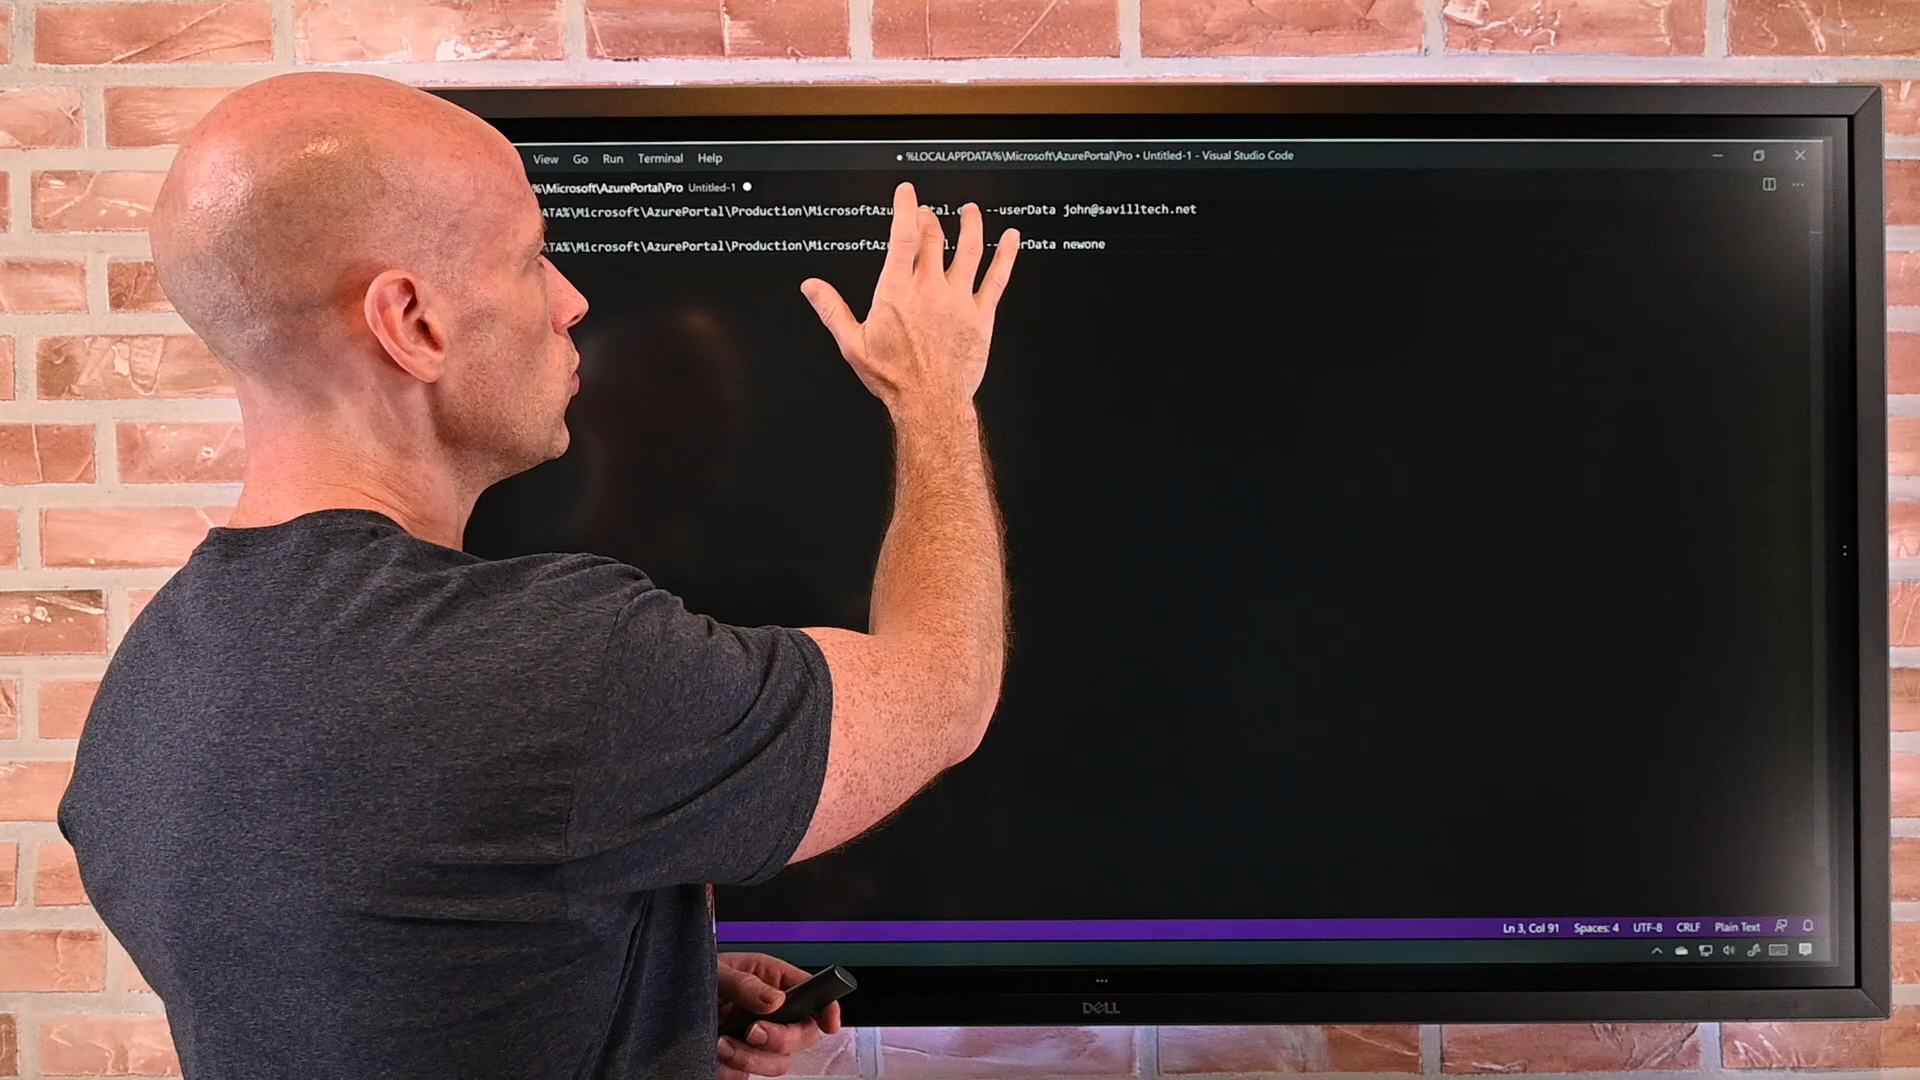 View Go Run Terminal Help
● %LOCALAPPDATA%\Microsoft\AzurePortal\Pro • Untitled-1 - Visual Studio Code
%\Microsoft\AzurePortal\Pro Untitled-1 ●
ATA%\Microsoft\AzurePortal\Production\MicrosoftAzu tal. --userData john@savilltech.net
TA%\Microsoft\AzurePortal\Production\MicrosoftAz l. rData newone
Ln 3, Col 91 Spaces: 4 UTF-8 CRLF Plain Text
DELL